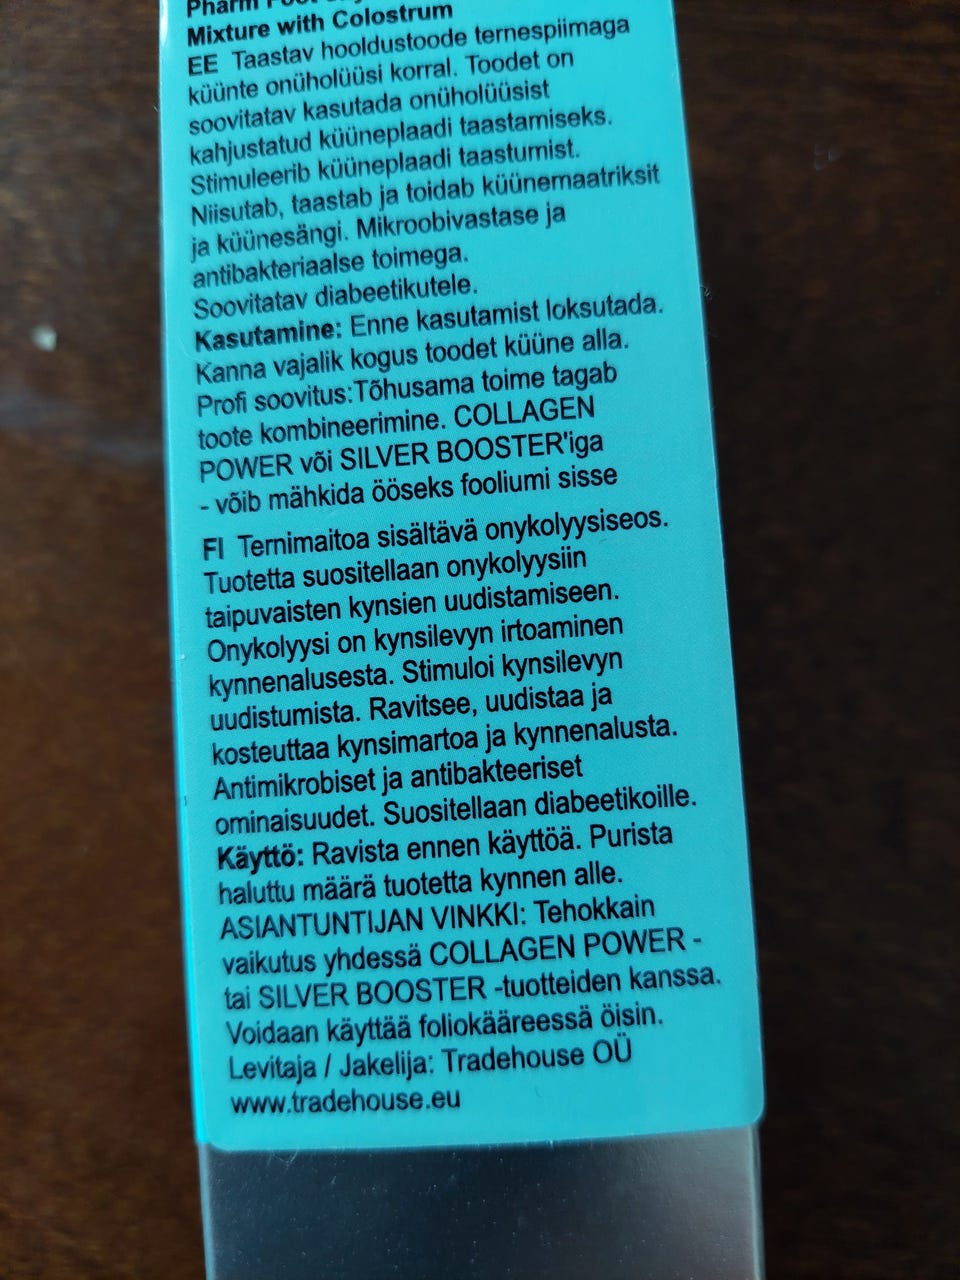 Pharm Foot
Mixture with Colostrum
EE Taastav hooldustoode ternespiimaga
küünte onüholüüsi korral. Toodet on
soovitatav kasutada onüholüüsist
kahjustatud küüneplaadi taastamiseks.
Stimuleerib küüneplaadi taastumist.
Niisutab, taastab ja toidab küünemaatriksit
ja küünesängi. Mikroobivastase ja
antibakteriaalse toimega.
Soovitatav diabeetikutele.
Kasutamine: Enne kasutamist loksutada.
Kanna vajalik kogus toodet küüne alla.
Profi soovitus:Tõhusama toime tagab
toote kombineerimine. COLLAGEN
POWER või SILVER BOOSTER'iga
- võib mähkida ööseks fooliumi sisse
FI Ternimaitoa sisältävä onykolyysiseos.
Tuotetta suositellaan onykolyysiin
taipuvaisten kynsien uudistamiseen.
Onykolyysi on kynsilevyn irtoaminen
kynnenalusesta. Stimuloi kynsilevyn
uudistumista. Ravitsee, uudistaa ja
kosteuttaa kynsimartoa ja kynnenalusta.
Antimikrobiset ja antibakteeriset
ominaisuudet. Suositellaan diabeetikoille.
Käyttö: Ravista ennen käyttöä. Purista
haluttu määrä tuotetta kynnen alle.
ASIANTUNTIJAN VINKKI: Tehokkain
vaikutus yhdessä COLLAGEN POWER -
tai SILVER BOOSTER -tuotteiden kanssa.
Voidaan käyttää foliokääreessä öisin.
Levitaja / Jakelija: Tradehouse OÜ
www.tradehouse.eu